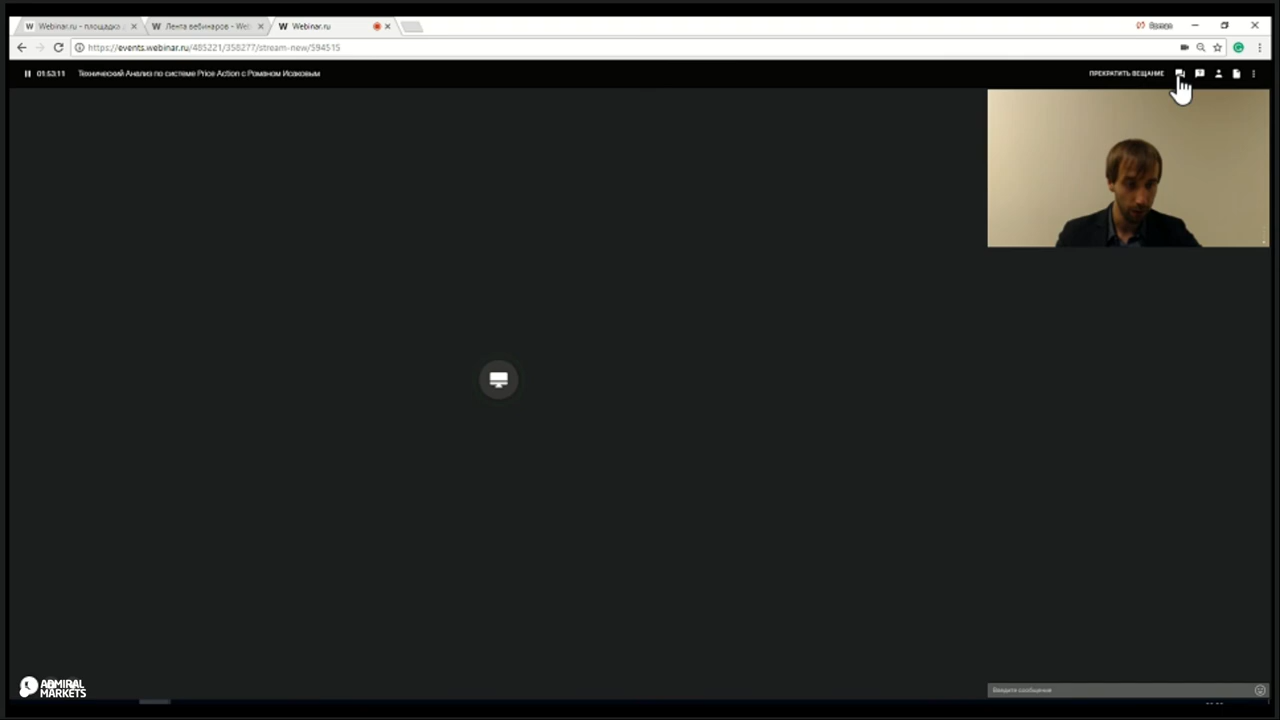 Webinar.ru - площадка
Лента вебинаров - Web
Webinar.ru
Roman
https://events.webinar.ru/485221/358277/stream-new/594515
01:53:11
Технический Анализ по системе Price Action с Романом Исаковым
ПРЕКРАТИТЬ ВЕЩАНИЕ
ADMIRAL
MARKETS
Введите сообщение